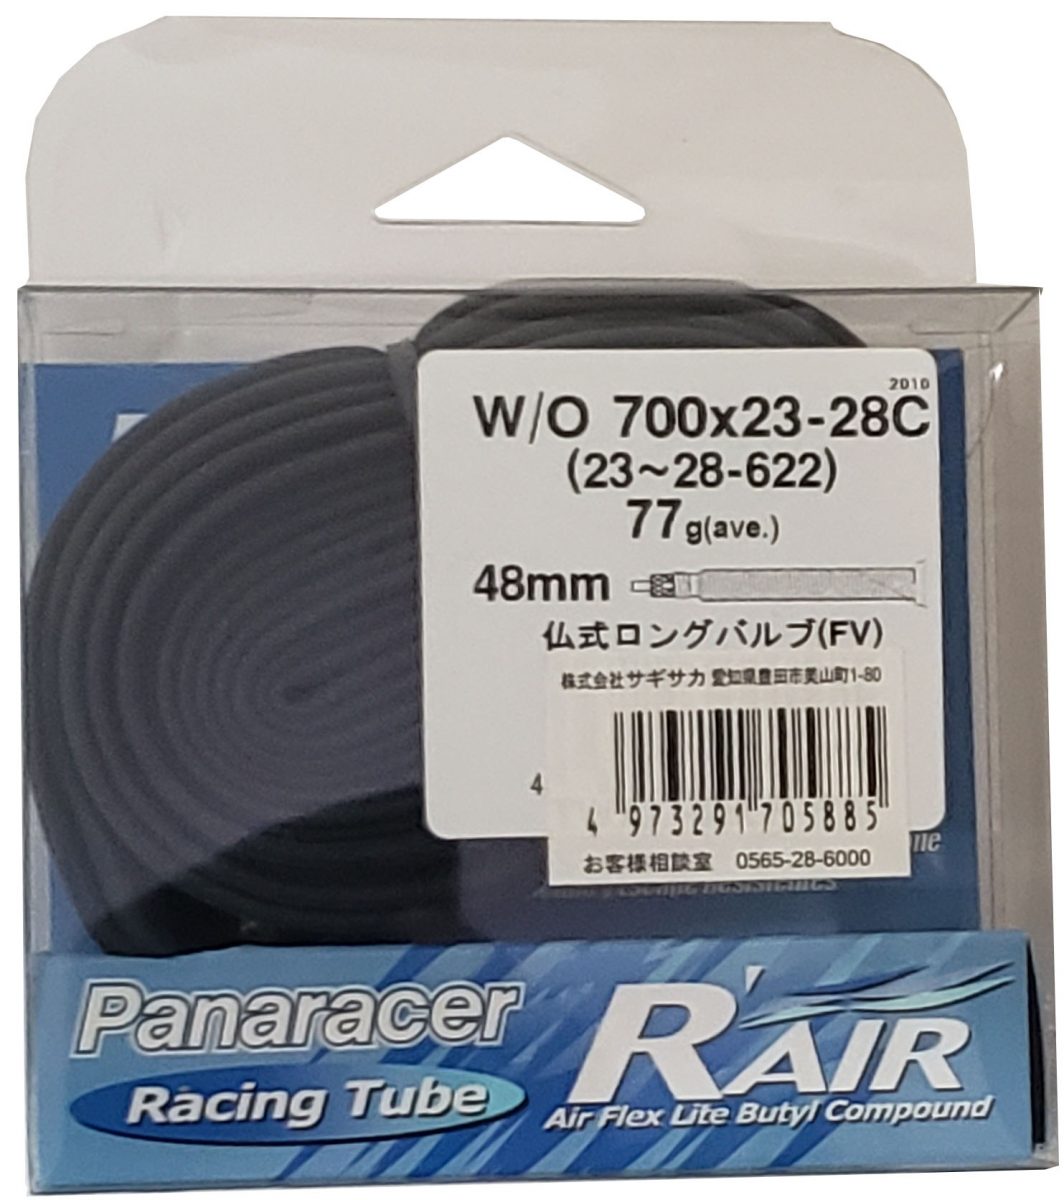 2010
W/O 700x23-28C
(23~28-622)
77g(ave.)
48mm
仏式ロングバルブ(FV)
株式会社サギサカ 愛知県豊田市美山町1-80
4
4 973291 705885
お客様相談室 0565-28-6000
Panaracer
Racing Tube
R'AIR
Air Flex Lite Butyl Compound